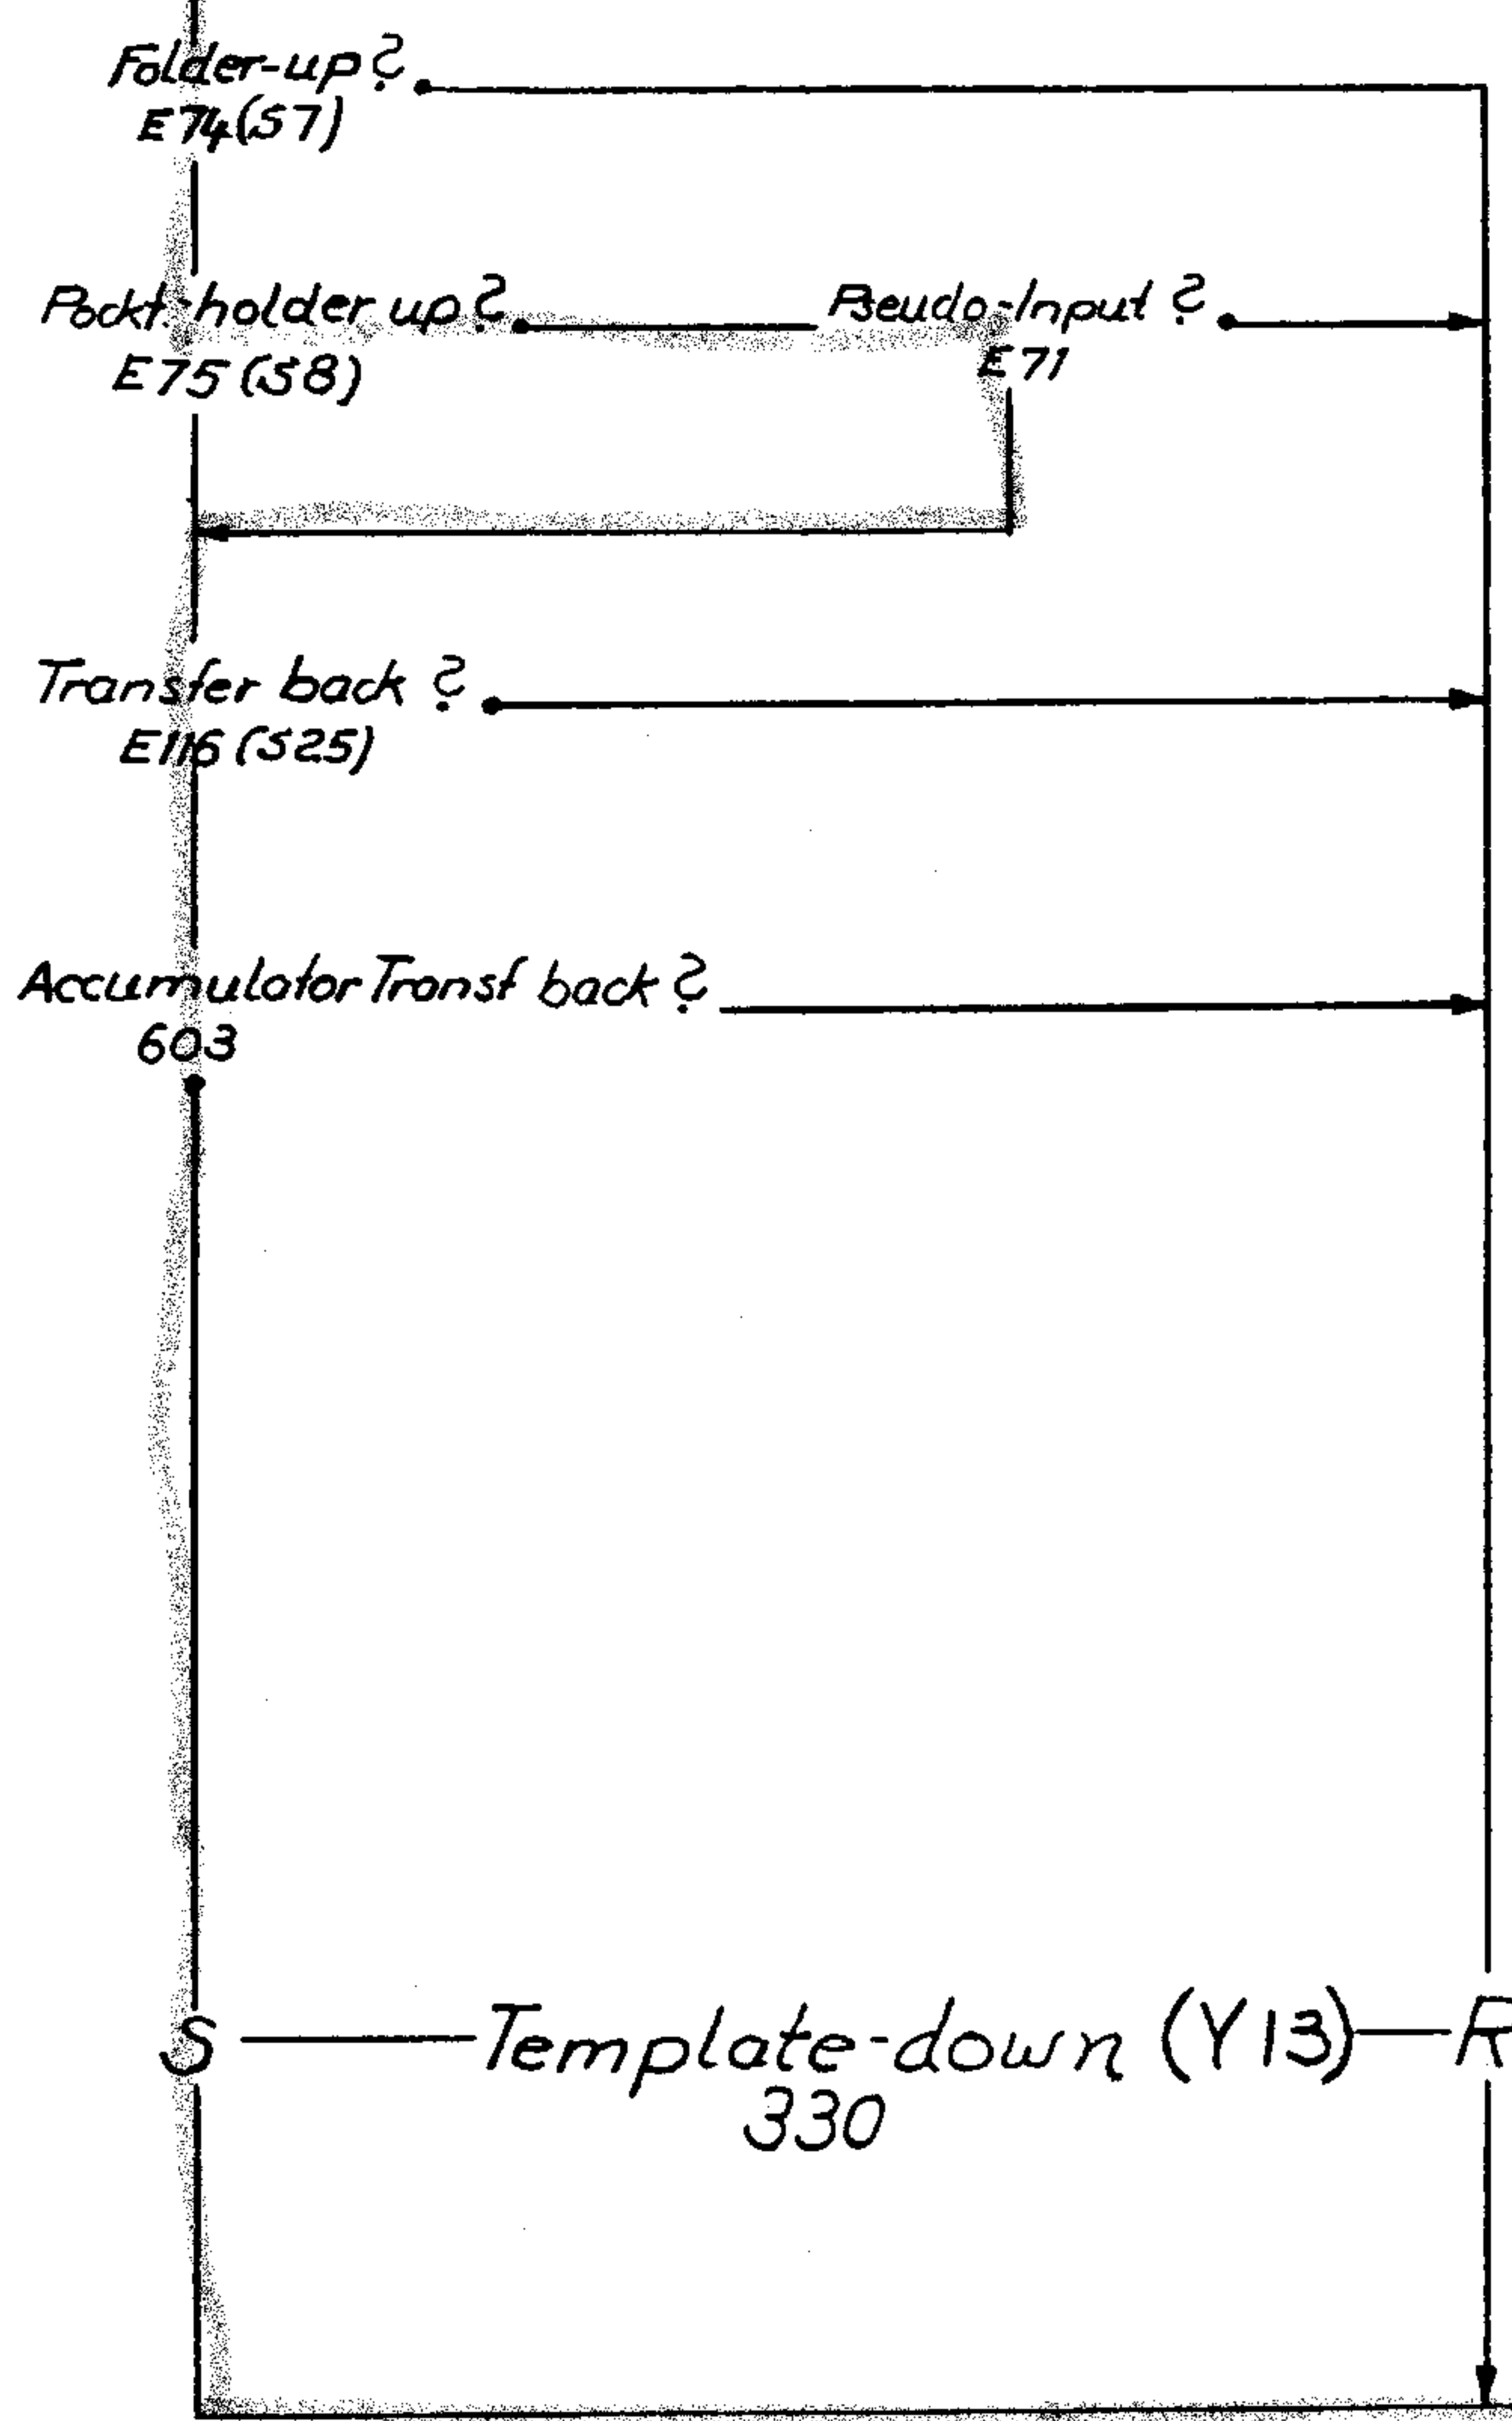 Folder-up?
E74(S7)
Pockt.-holder up? Pseudo-Input?
E75(S8) E71
Transfer back?
E116(S25)
Accumulator Transf back?
603
S Template-down (Y13) R
330